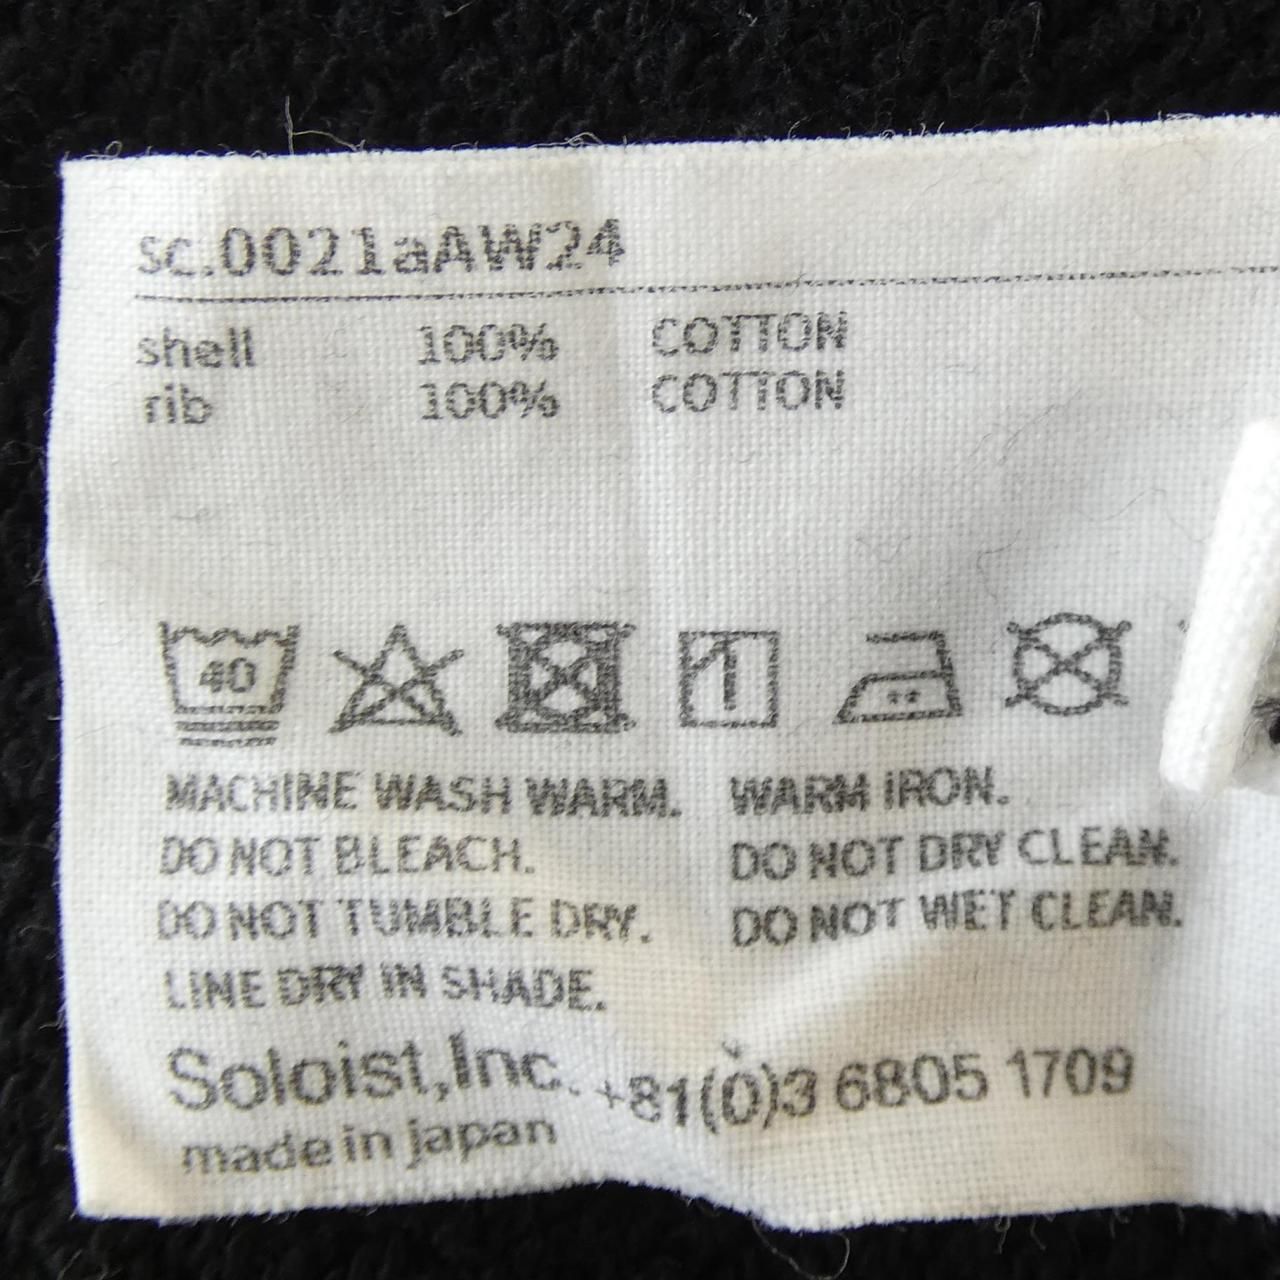 sc.0021aAW24
shell 100% COTTON
rib 100% COTTON
40
MACHINE WASH WARM. WARM IRON.
DO NOT BLEACH. DO NOT DRY CLEAN.
DO NOT TUMBLE DRY. DO NOT WET CLEAN.
LINE DRY IN SHADE.
Soloist,Inc. +81(0)3 6805 1709
made in japan